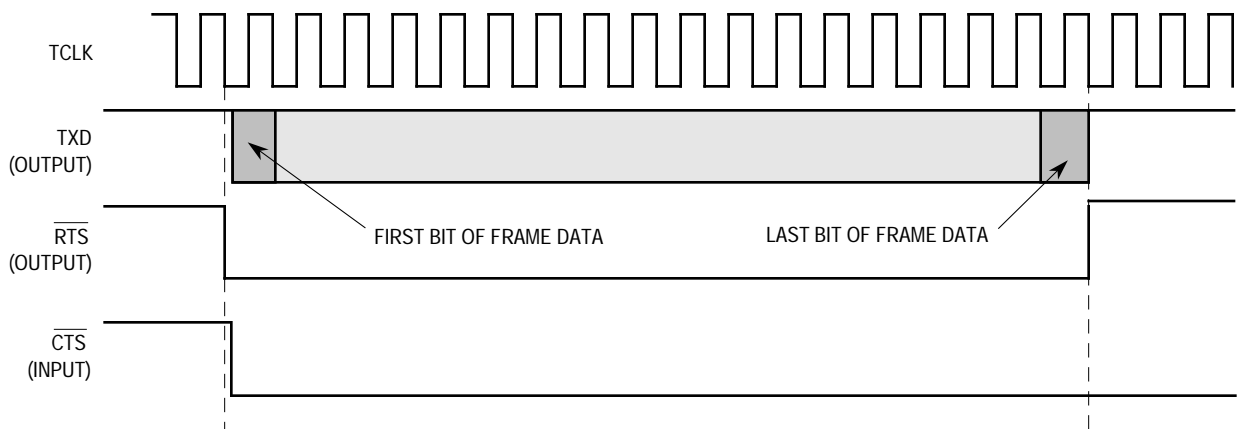 TCLK
TXD
(OUTPUT)
RTS
(OUTPUT)
FIRST BIT OF FRAME DATA
LAST BIT OF FRAME DATA
CTS
(INPUT)